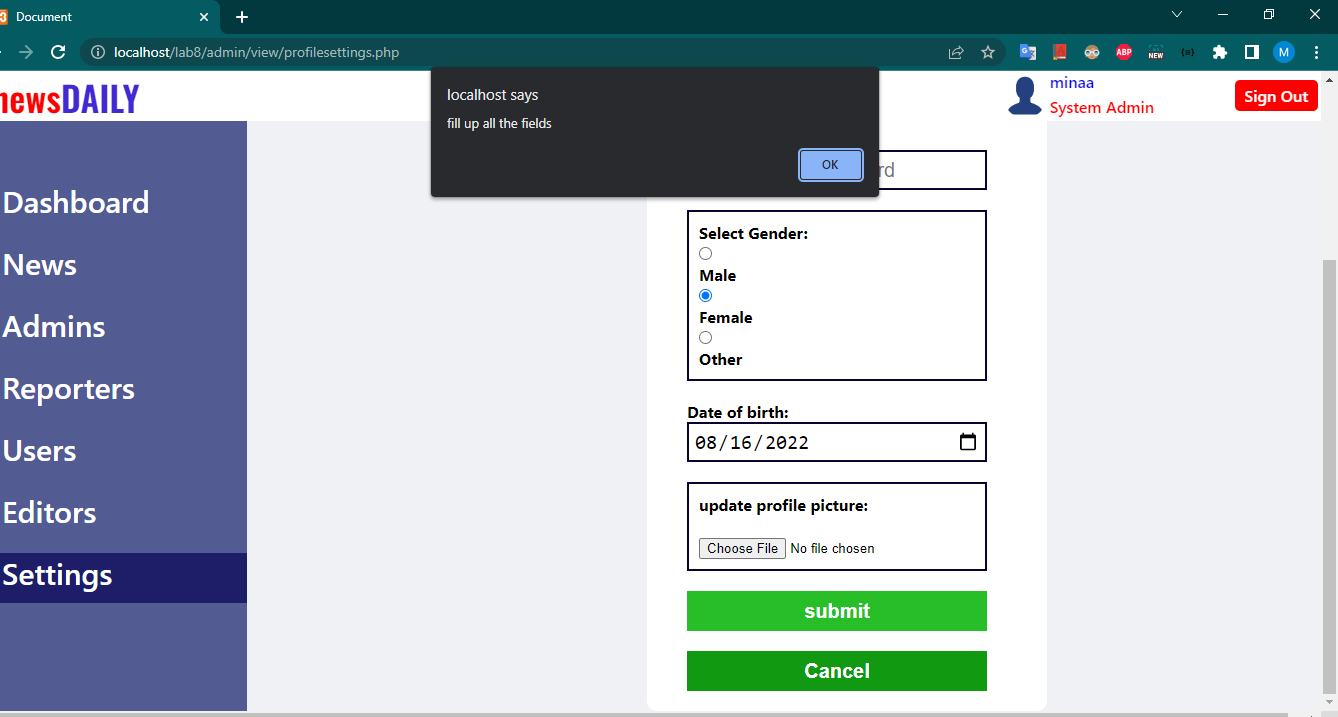 Document
localhost/lab8/admin/view/profilesettings.php
ABP
NEW
M
newsDAILY
localhost says
fill up all the fields
OK
minaa
System Admin
Sign Out
Dashboard
News
Admins
Reporters
Users
Editors
Settings
Select Gender:
Male
Female
Other
Date of birth:
08/16/2022
update profile picture:
Choose File No file chosen
submit
Cancel